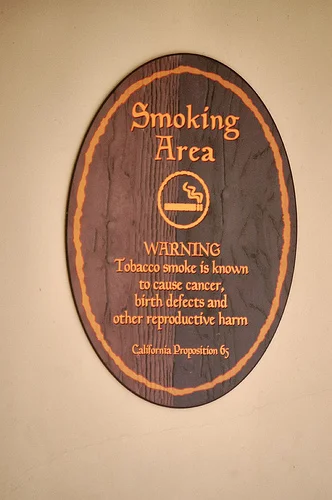 Smoking
Area
WARNING
Tobacco smoke is known
to cause cancer,
birth defects and
other reproductive harm
California Proposition 65